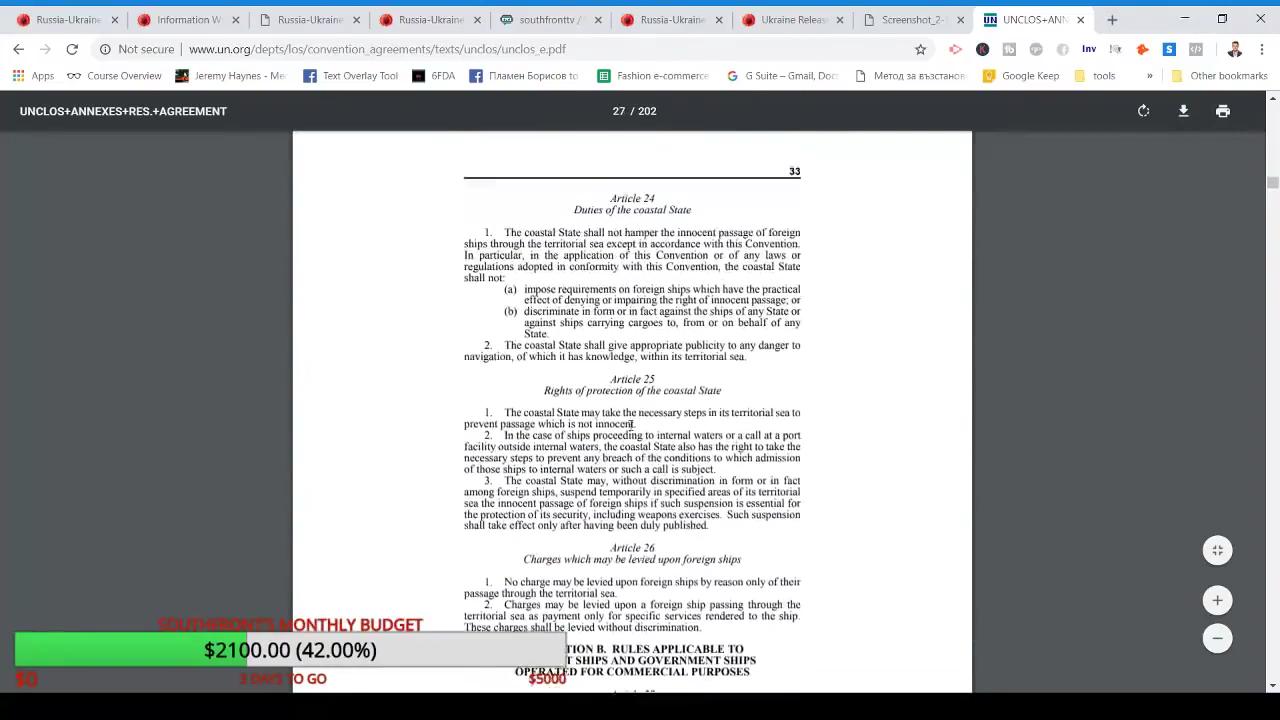 Russia-Ukraine
Information W
Russia-Ukraine
Russia-Ukraine
southfronttv /
Russia-Ukraine
Ukraine Releas
Screenshot_2-
UNCLOS+ANN
Not secure | www.un.org/depts/los/convention_agreements/texts/unclos/unclos_e.pdf
Inv
Apps
Course Overview
Jeremy Haynes - Me
Text Overlay Tool
6FDA
Пламен Борисов то
Fashion e-commerce
G Suite – Gmail, Doc
Метод за възстано
Google Keep
tools
»
Other bookmarks
UNCLOS+ANNEXES+RES.+AGREEMENT
27 / 202
33
Article 24
Duties of the coastal State
1. The coastal State shall not hamper the innocent passage of foreign
ships through the territorial sea except in accordance with this Convention.
In particular, in the application of this Convention or of any laws or
regulations adopted in conformity with this Convention, the coastal State
shall not:
(a) impose requirements on foreign ships which have the practical
effect of denying or impairing the right of innocent passage; or
(b) discriminate in form or in fact against the ships of any State or
against ships carrying cargoes to, from or on behalf of any
State.
2. The coastal State shall give appropriate publicity to any danger to
navigation, of which it has knowledge, within its territorial sea.
Article 25
Rights of protection of the coastal State
1. The coastal State may take the necessary steps in its territorial sea to
prevent passage which is not innocent.
2. In the case of ships proceeding to internal waters or a call at a port
facility outside internal waters, the coastal State also has the right to take the
necessary steps to prevent any breach of the conditions to which admission
of those ships to internal waters or such a call is subject.
3. The coastal State may, without discrimination in form or in fact
among foreign ships, suspend temporarily in specified areas of its territorial
sea the innocent passage of foreign ships if such suspension is essential for
the protection of its security, including weapons exercises. Such suspension
shall take effect only after having been duly published.
Article 26
Charges which may be levied upon foreign ships
1. No charge may be levied upon foreign ships by reason only of their
passage through the territorial sea.
2. Charges may be levied upon a foreign ship passing through the
territorial sea as payment only for specific services rendered to the ship.
These charges shall be levied without discrimination.
TION B. RULES APPLICABLE TO
T SHIPS AND GOVERNMENT SHIPS
OPERATED FOR COMMERCIAL PURPOSES
SOUTHFRONT'S MONTHLY BUDGET
$2100.00 (42.00%)
$0
3 DAYS TO GO
$5000